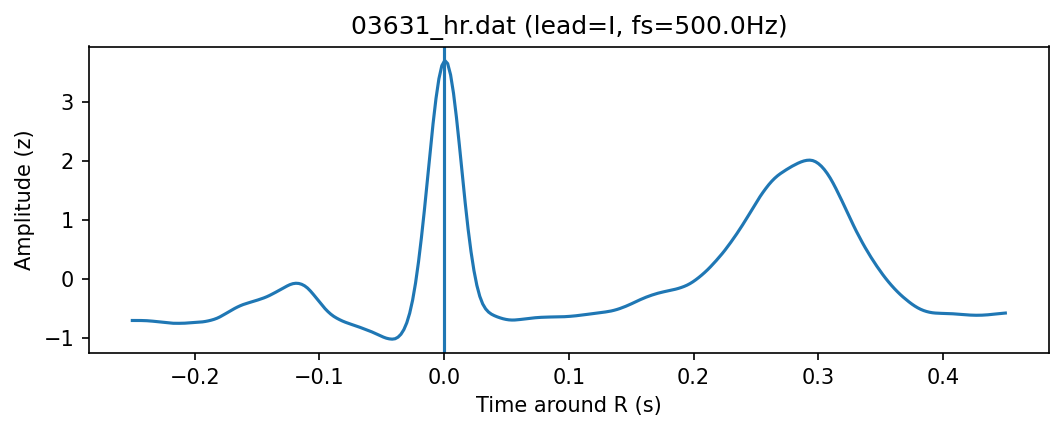 03631_hr.dat (lead=I, fs=500.0Hz)
Amplitude (z)
3
2
1
0
−1
−0.2 −0.1 0.0 0.1 0.2 0.3 0.4
Time around R (s)